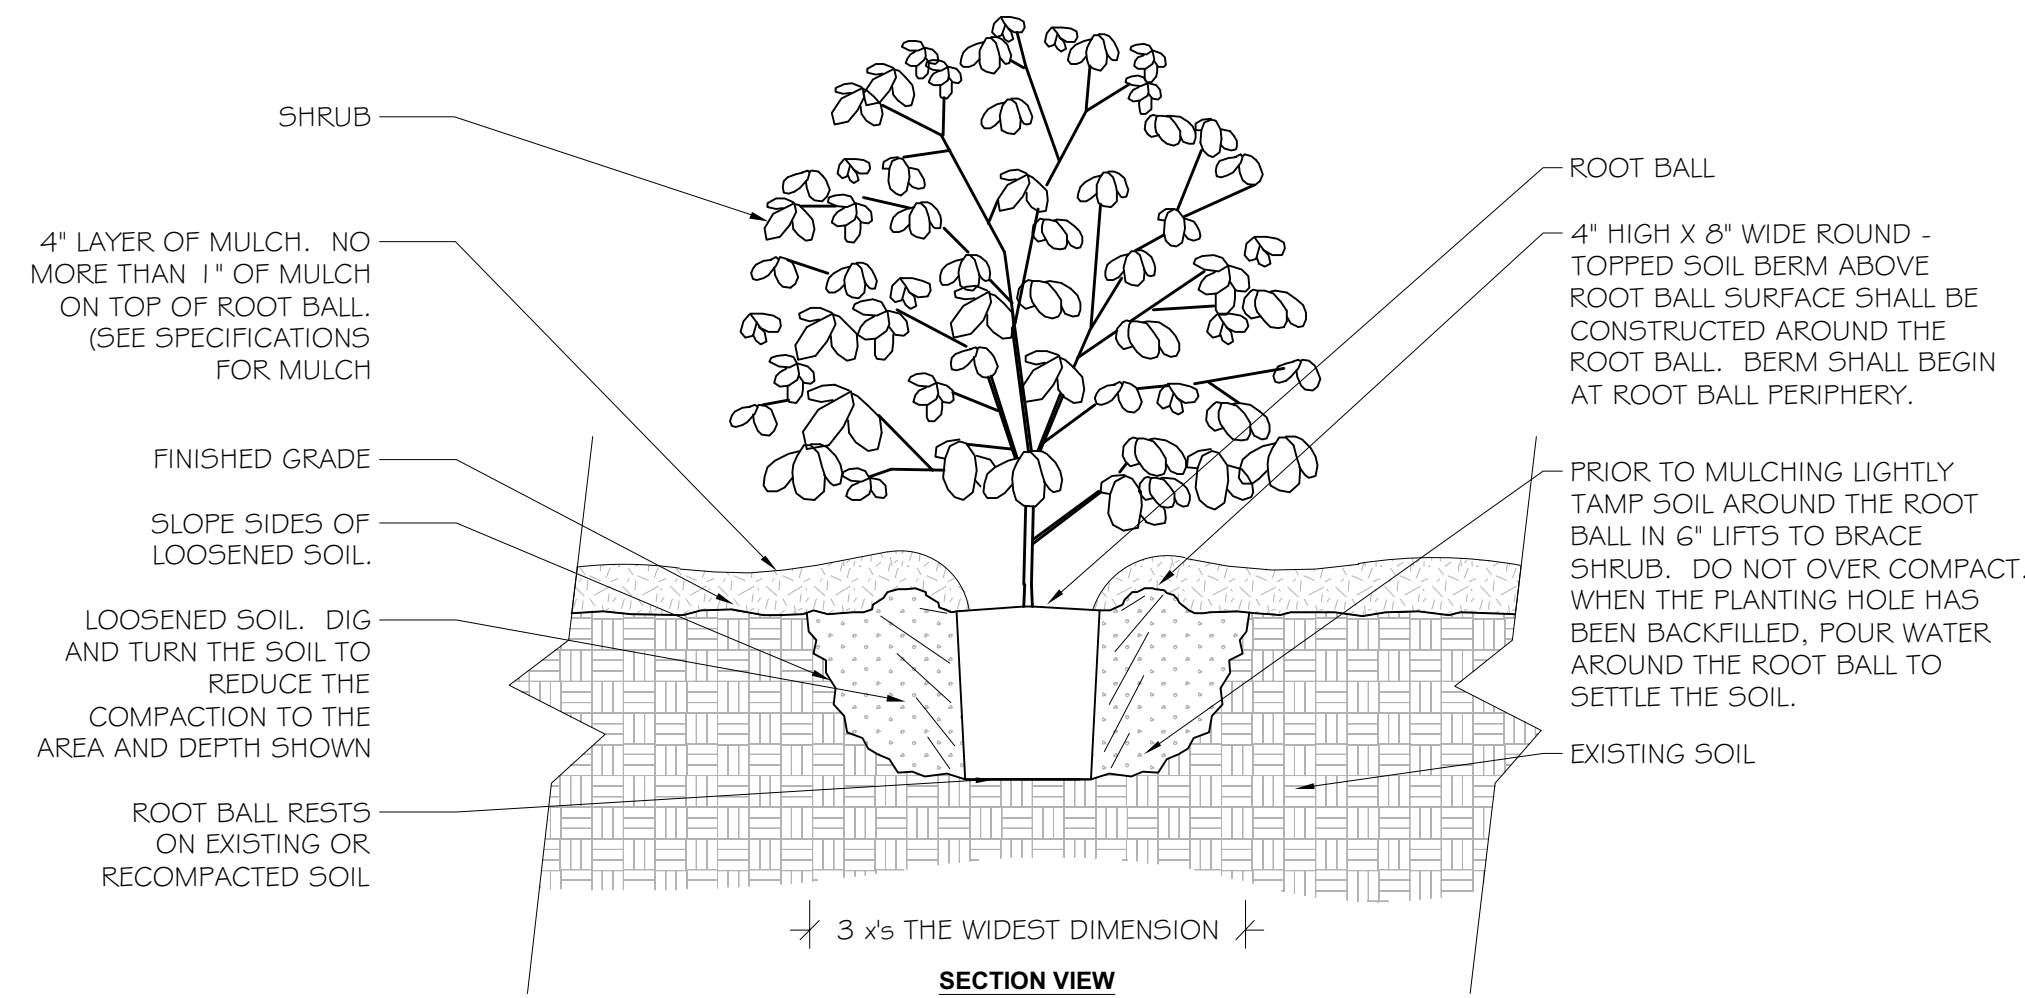 SHRUB
4" LAYER OF MULCH. NO
MORE THAN 1" OF MULCH
ON TOP OF ROOT BALL.
(SEE SPECIFICATIONS
FOR MULCH
FINISHED GRADE
SLOPE SIDES OF
LOOSENED SOIL.
LOOSENED SOIL. DIG
AND TURN THE SOIL TO
REDUCE THE
COMPACTION TO THE
AREA AND DEPTH SHOWN
ROOT BALL RESTS
ON EXISTING OR
RECOMPACTED SOIL
ROOT BALL
4" HIGH X 8" WIDE ROUND -
TOPPED SOIL BERM ABOVE
ROOT BALL SURFACE SHALL BE
CONSTRUCTED AROUND THE
ROOT BALL. BERM SHALL BEGIN
AT ROOT BALL PERIPHERY.
PRIOR TO MULCHING LIGHTLY
TAMP SOIL AROUND THE ROOT
BALL IN 6" LIFTS TO BRACE
SHRUB. DO NOT OVER COMPACT.
WHEN THE PLANTING HOLE HAS
BEEN BACKFILLED, POUR WATER
AROUND THE ROOT BALL TO
SETTLE THE SOIL.
EXISTING SOIL
3 x's THE WIDEST DIMENSION
SECTION VIEW